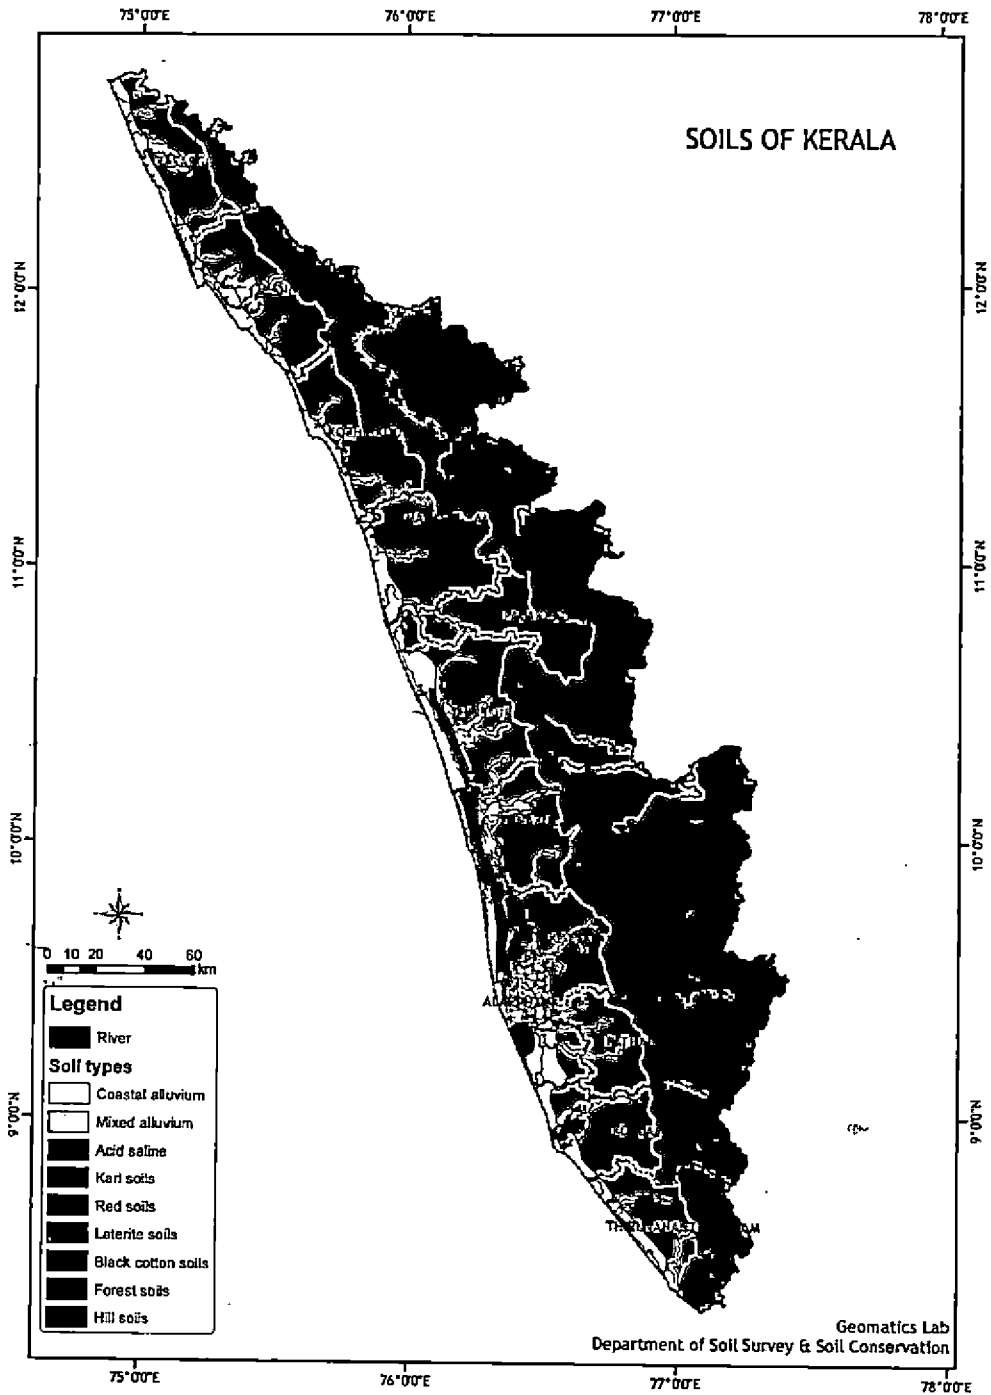 75°0'0"E 76°0'0"E 77°0'0"E 78°0'0"E
SOILS OF KERALA
12°0'0"N 12°0'0"N
11°0'0"N 11°0'0"N
10°0'0"N 10°0'0"N
9°0'0"N 9°0'0"N
0 10 20 40 60
km
Legend
River
Soil types
Coastal alluvium
Mixed alluvium
Acid saline
Kari soils
Red soils
Laterite soils
Black cotton soils
Forest soils
Hill soils
Geomatics Lab
Department of Soil Survey & Soil Conservation
75°0'0"E 76°0'0"E 77°0'0"E 78°0'0"E